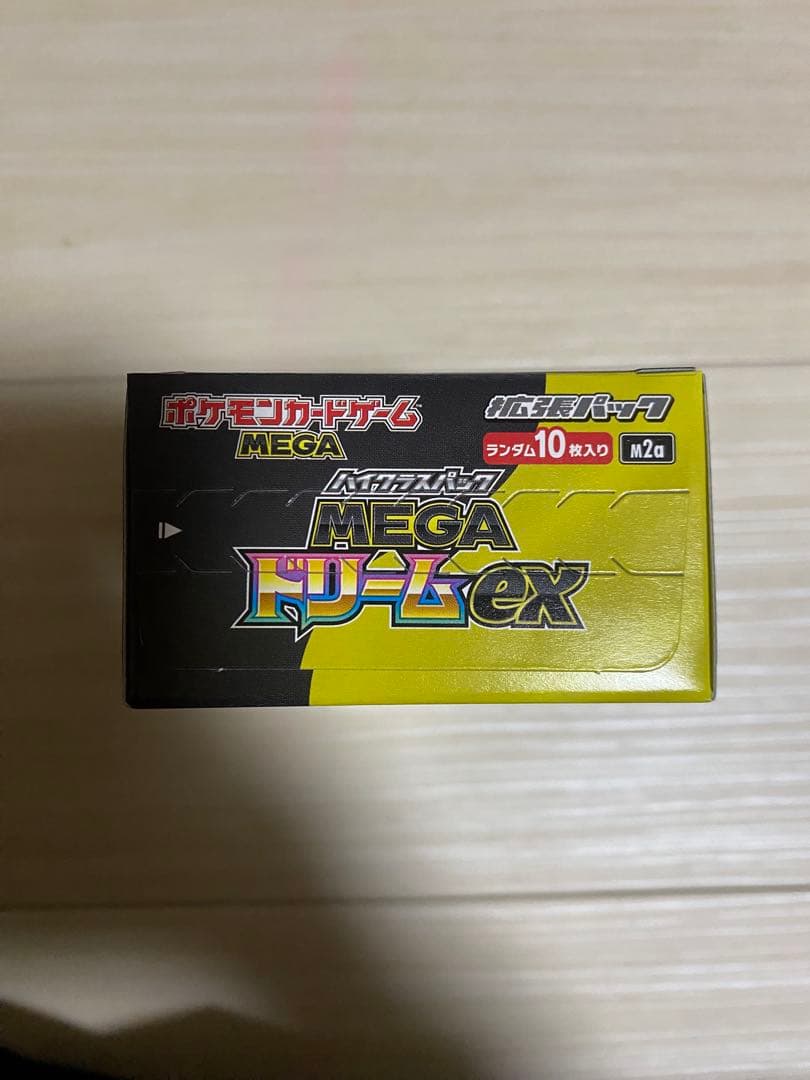 ポケモンカードゲーム
MEGA
拡張パック
ランダム10枚入り M2a
ハイクラスパック
MEGA
ドリームex